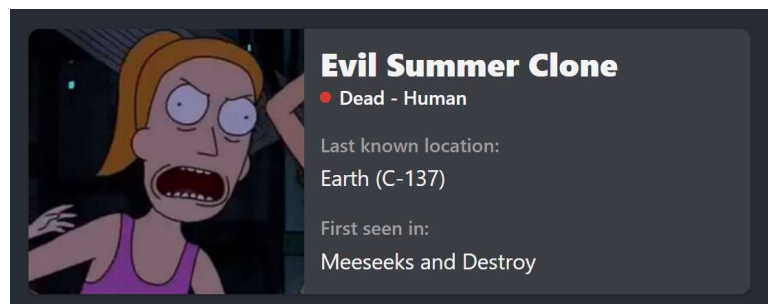 Evil Summer Clone
Dead - Human
Last known location:
Earth (C-137)
First seen in:
Meeseeks and Destroy